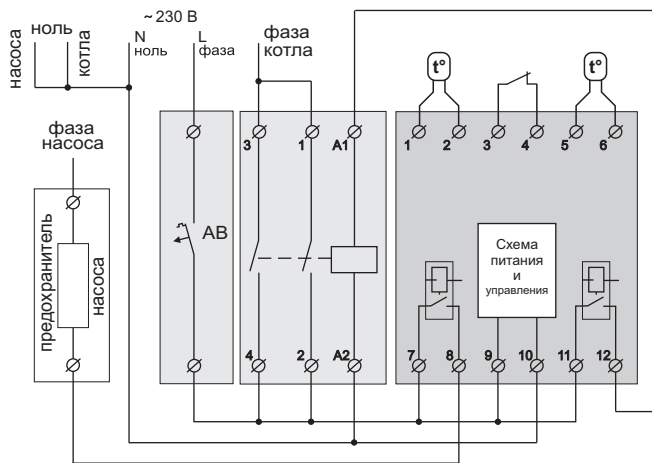 ~230 В
ноль
N
L
ноль
фаза
насоса
котла
фаза
котла
фаза
насоса
предохранитель
насоса
АВ
3
1
A1
4
2
A2
t°
t°
1
2
3
4
5
6
Схема
питания
и
управления
7
8
9
10
11
12